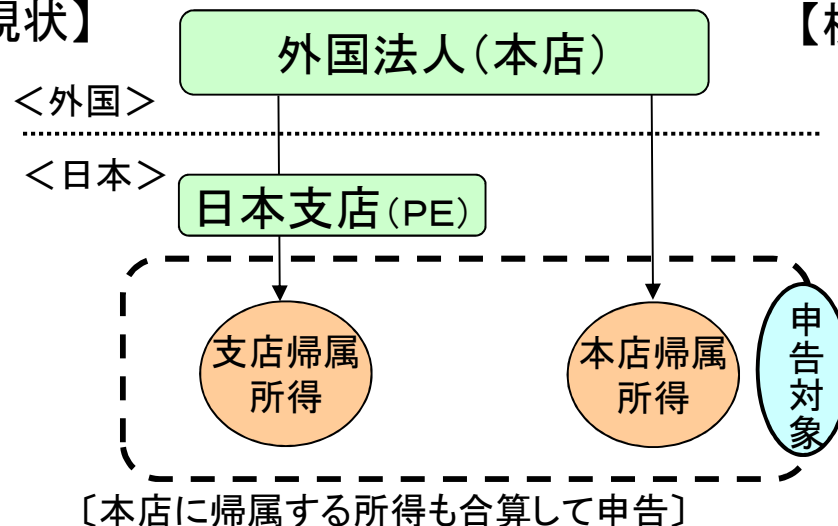 現状】
外国法人(本店)
＜外国＞
＜日本＞
日本支店(PE)
支店帰属
所得
本店帰属
所得
申告対象
〔本店に帰属する所得も合算して申告〕